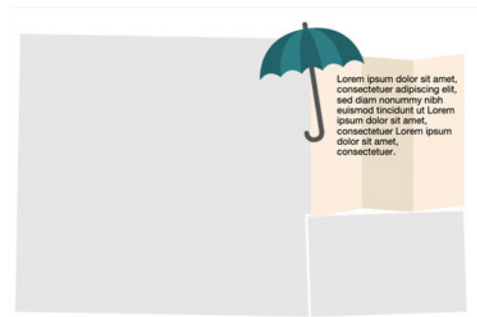 Lorem ipsum dolor sit amet,
consectetuer adipiscing elit,
sed diam nonummy nibh
euismod tincidunt ut Lorem
ipsum dolor sit amet,
consectetuer Lorem ipsum
dolor sit amet,
consectetuer.